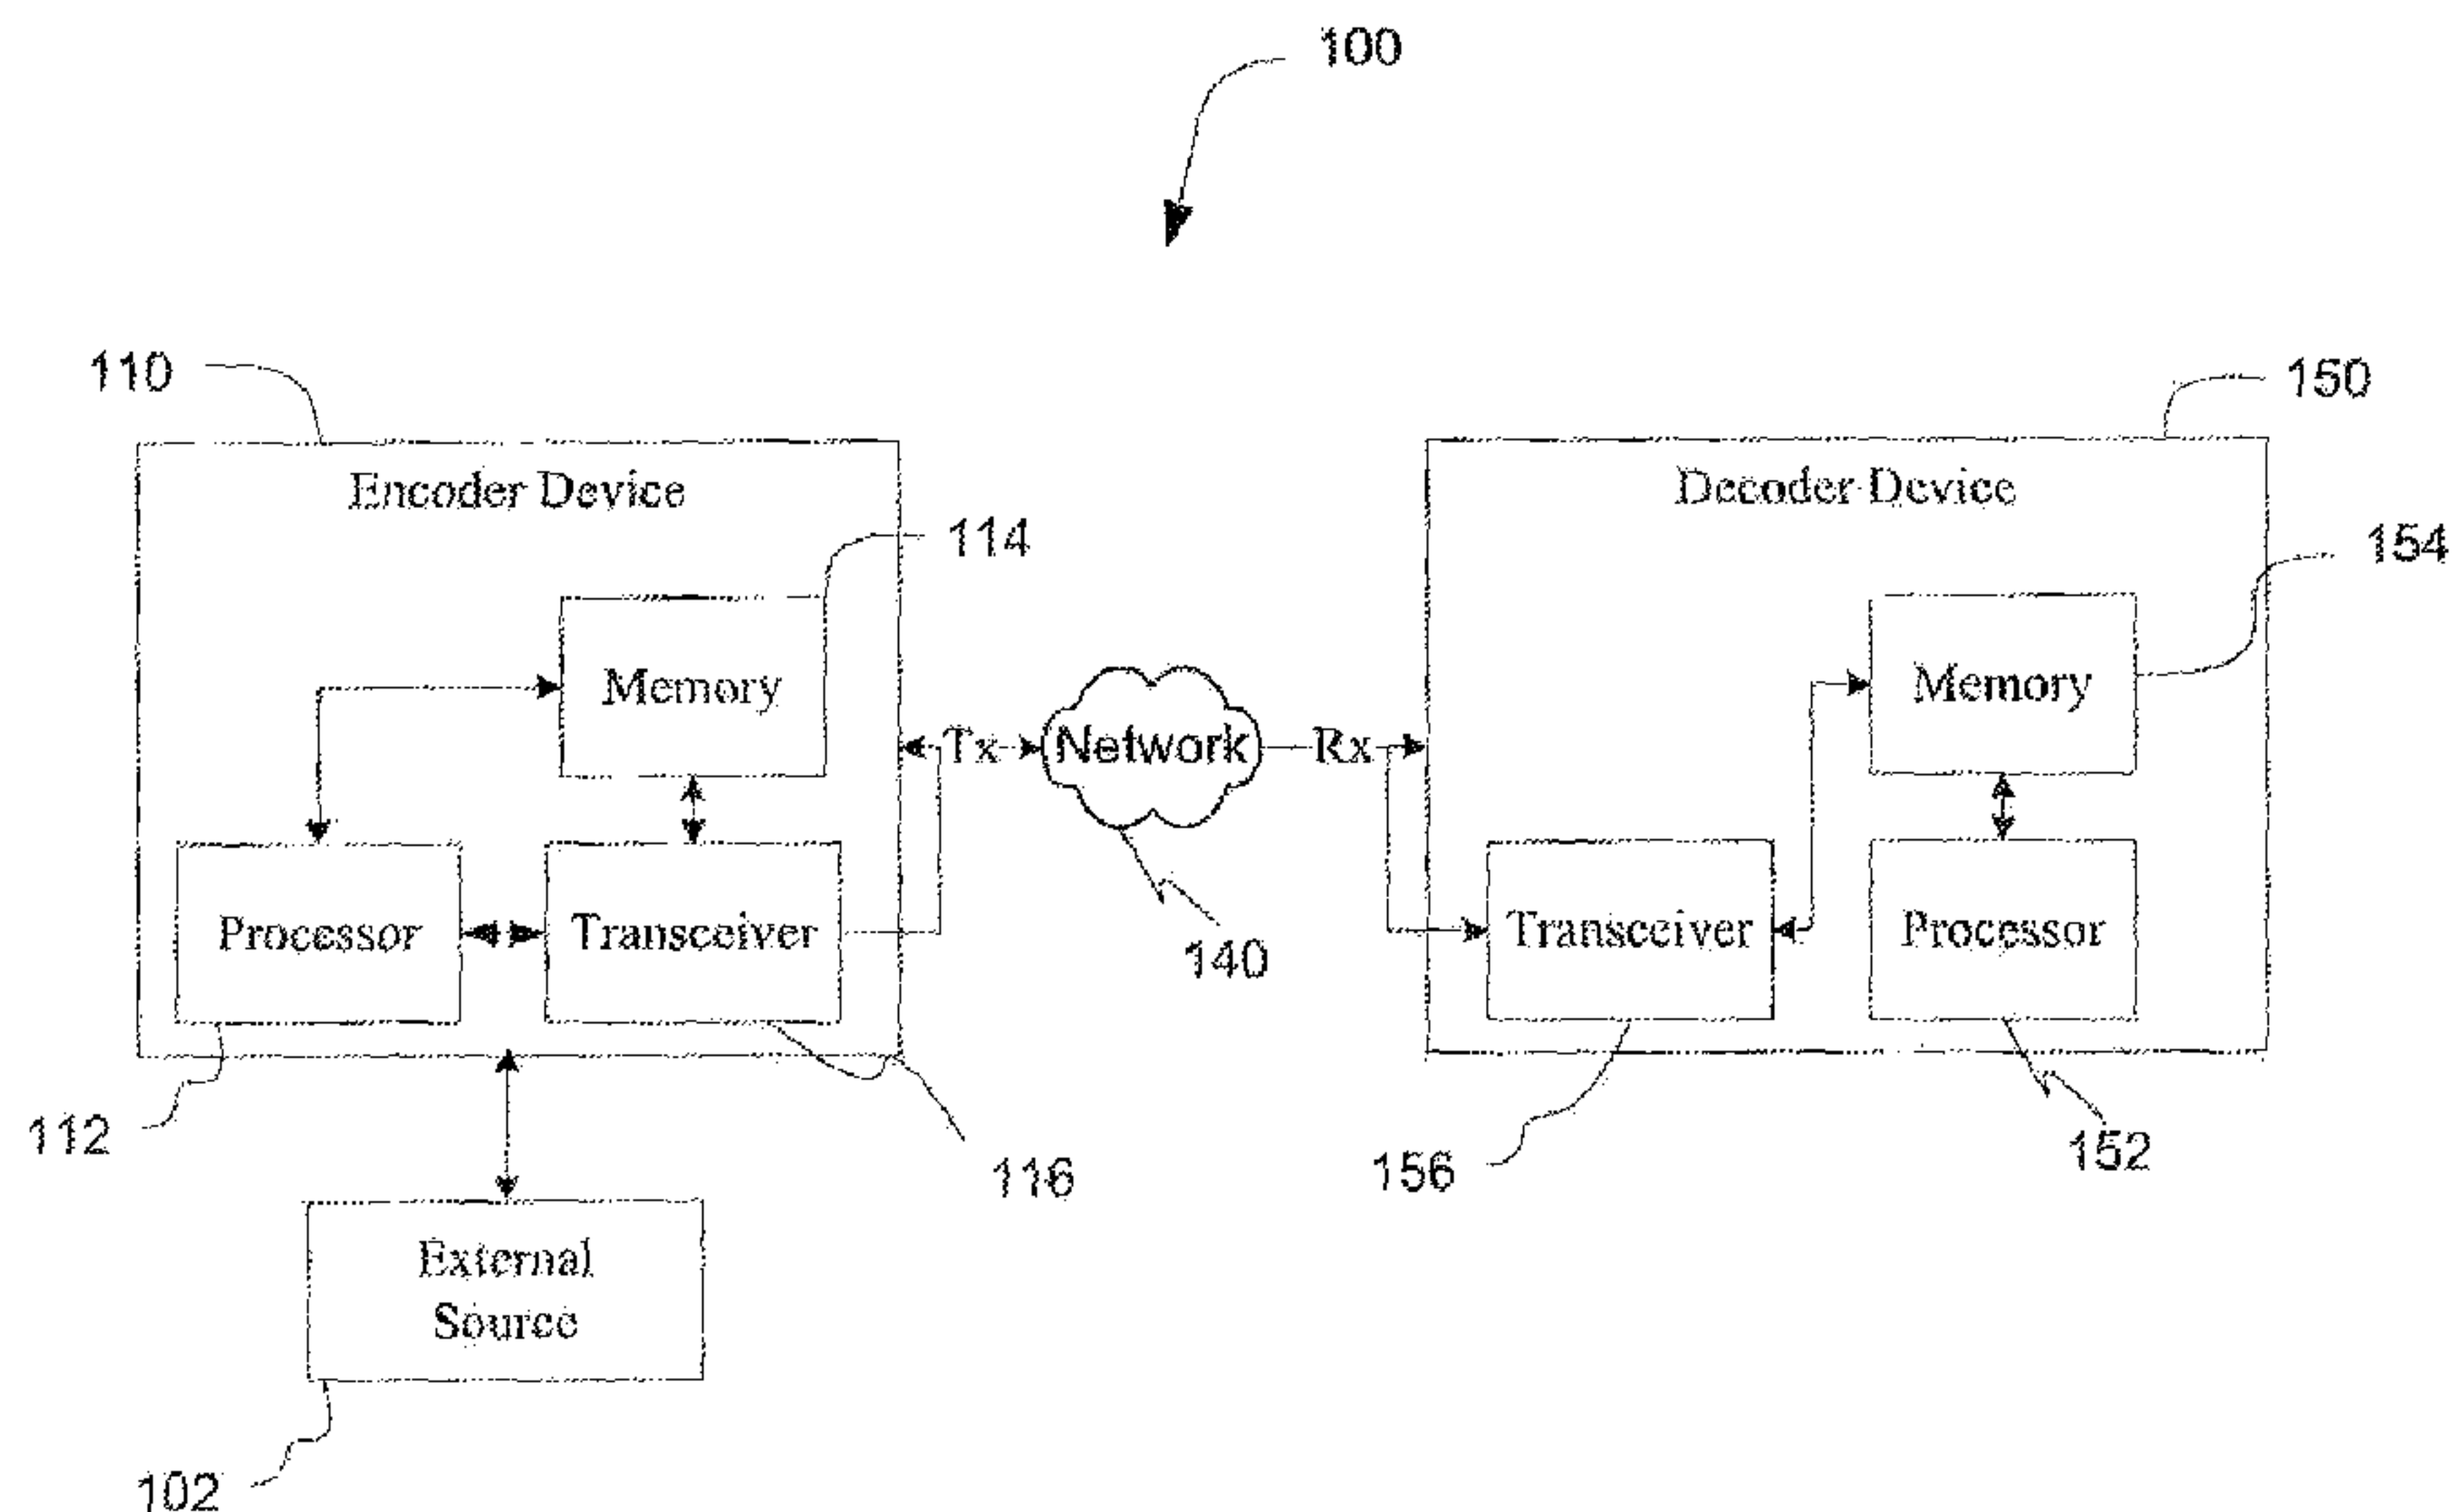 100
110
150
Encoder Device
Decoder Device
114
154
Memory
Memory
Tx
Network
Rx
Processor
Transceiver
Transceiver
Processor
140
112
116
156
152
External
Source
102